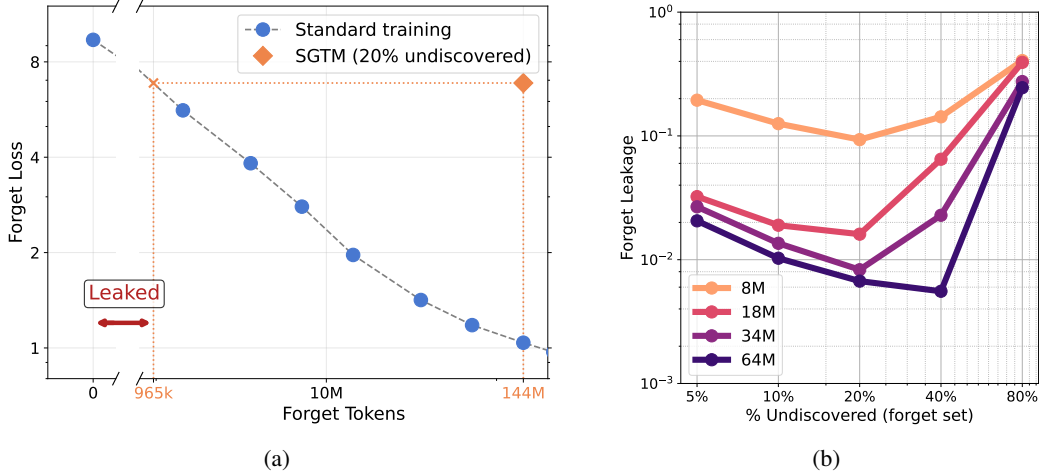 Standard training
SGTM (20% undiscovered)
Forget Loss
8
4
2
1
Leaked
0
965k
10M
144M
Forget Tokens
(a)
10⁰
10⁻¹
10⁻²
10⁻³
Forget Leakage
8M
18M
34M
64M
5%
10%
20%
40%
80%
% Undiscovered (forget set)
(b)